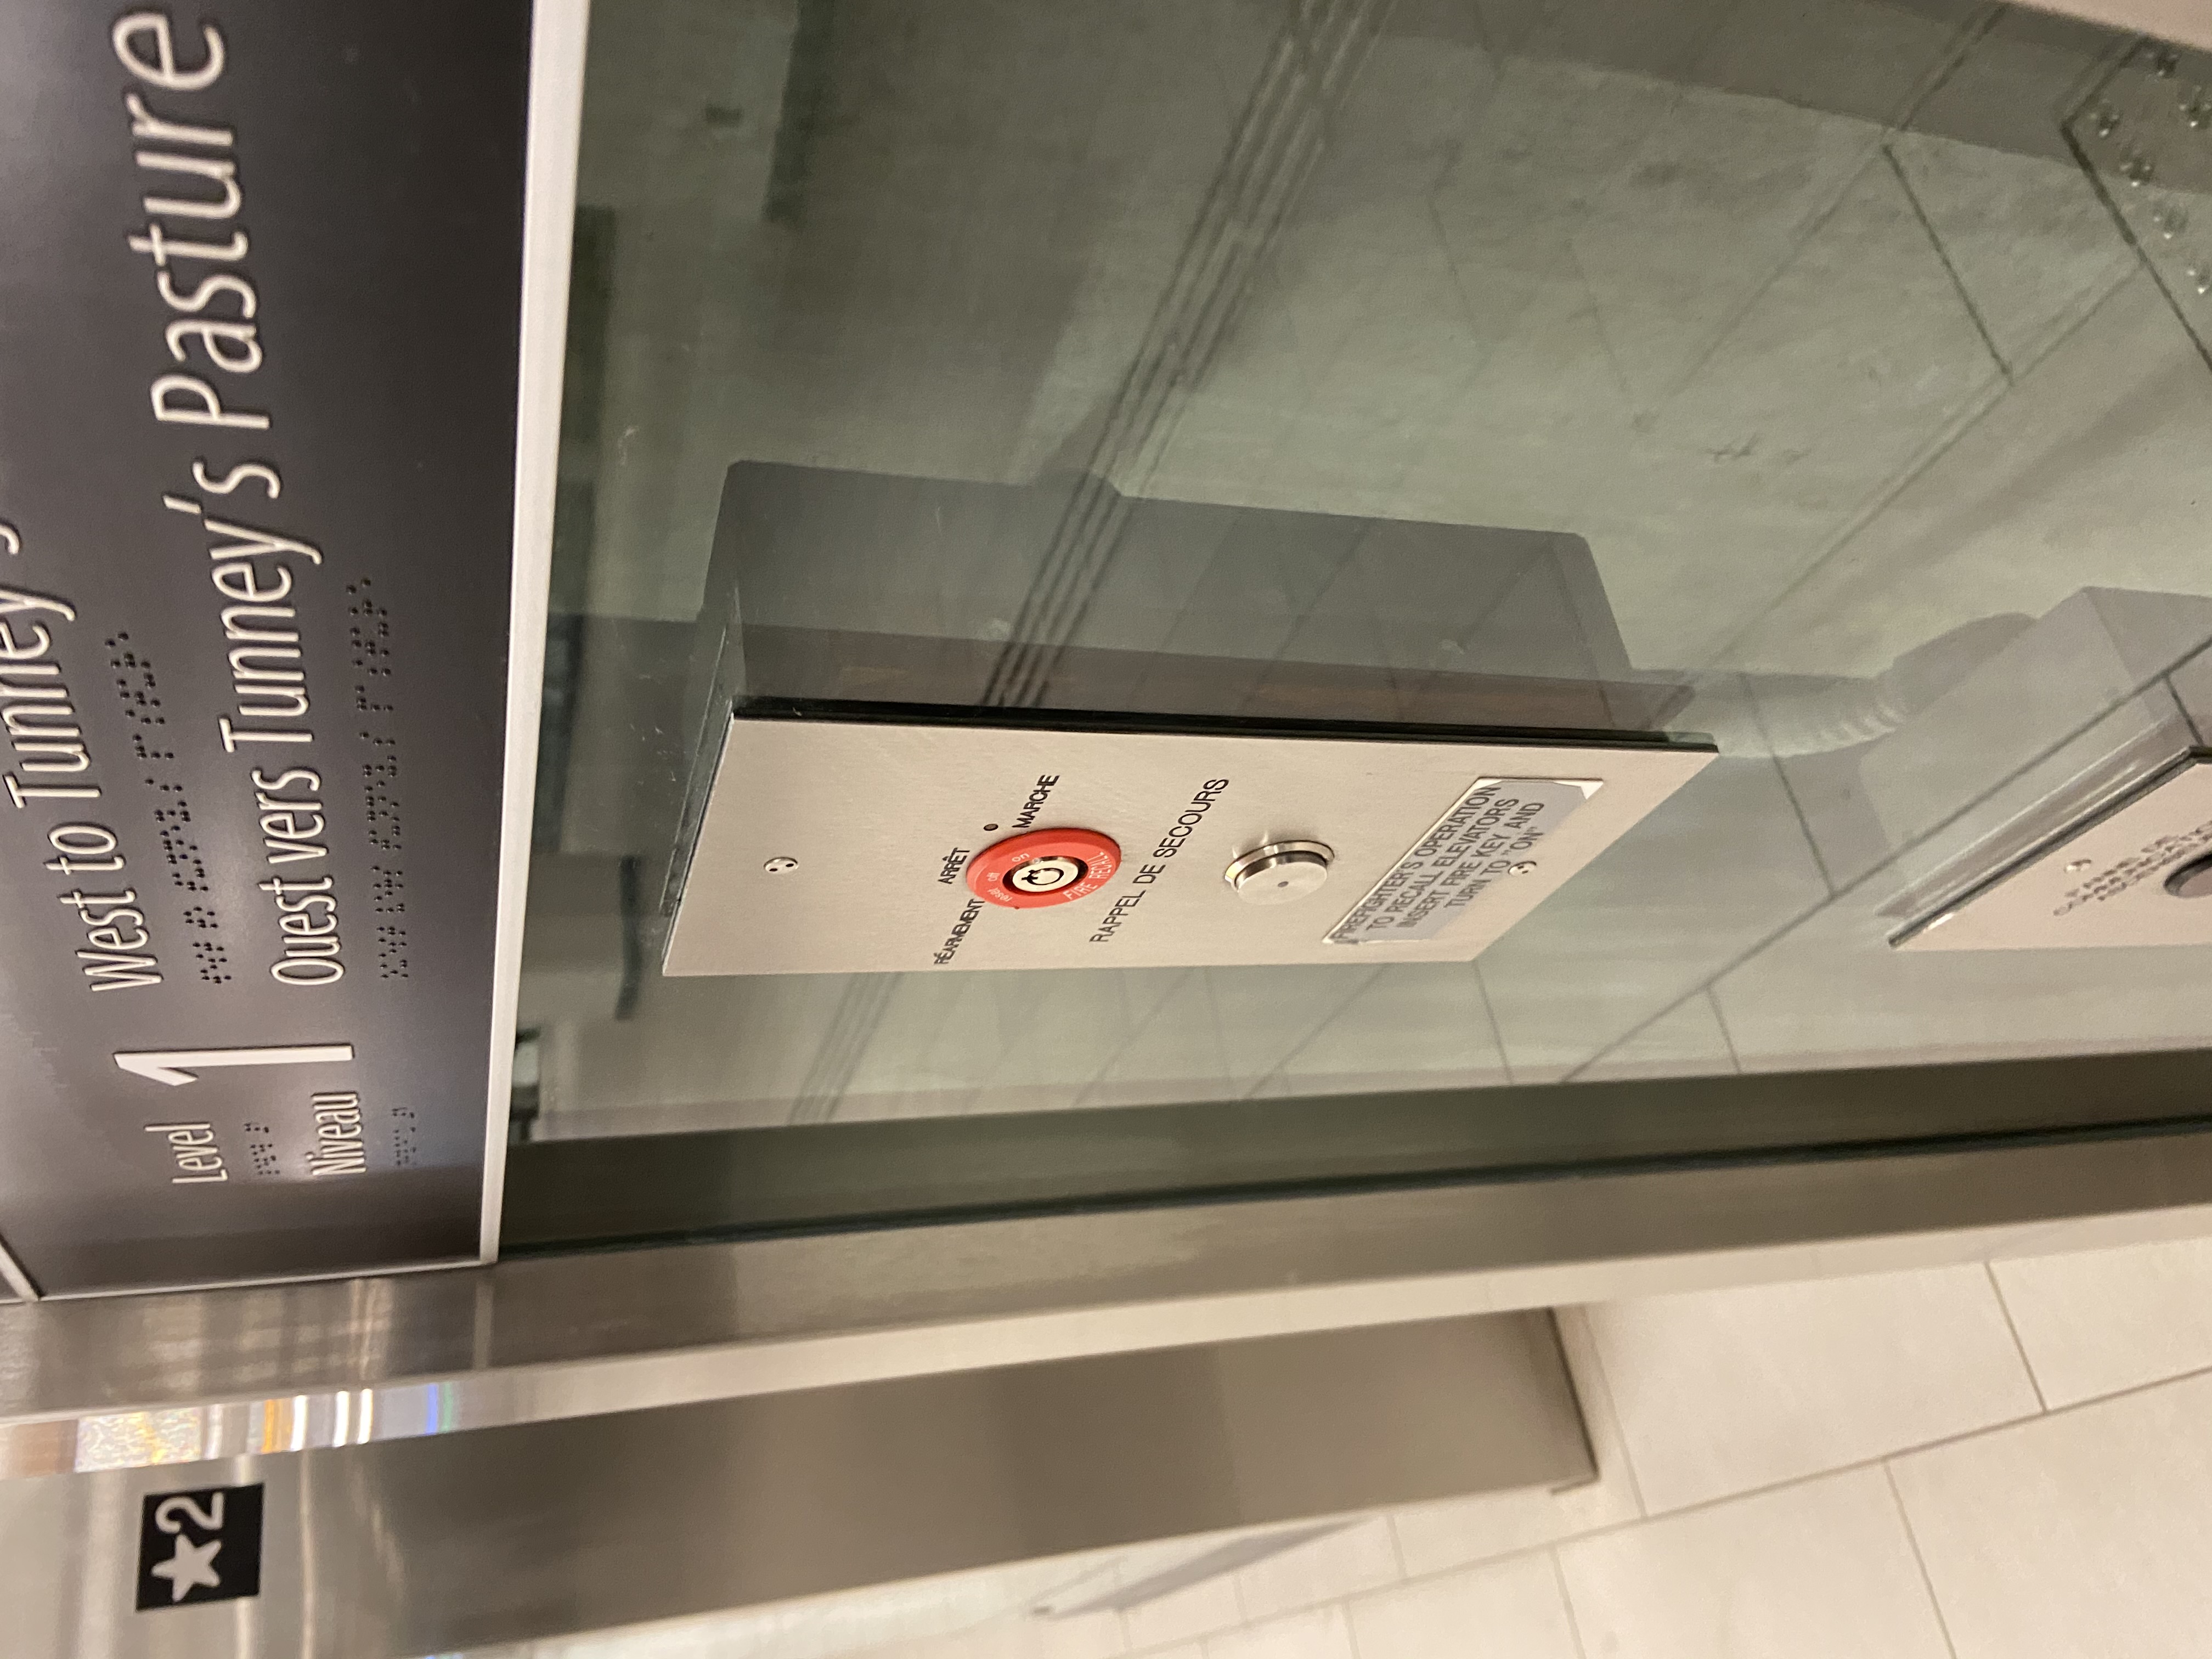 ★2
Level
Niveau
1
West to Tunney's
Ouest vers Tunney's Pasture
RÉARMEMENT
ARRÊT
MARCHE
reset off on
FIRE RECALL
RAPPEL DE SECOURS
FIREFIGHTER'S OPERATION
TO RECALL ELEVATORS
INSERT FIRE KEY AND
TURN TO "ON"